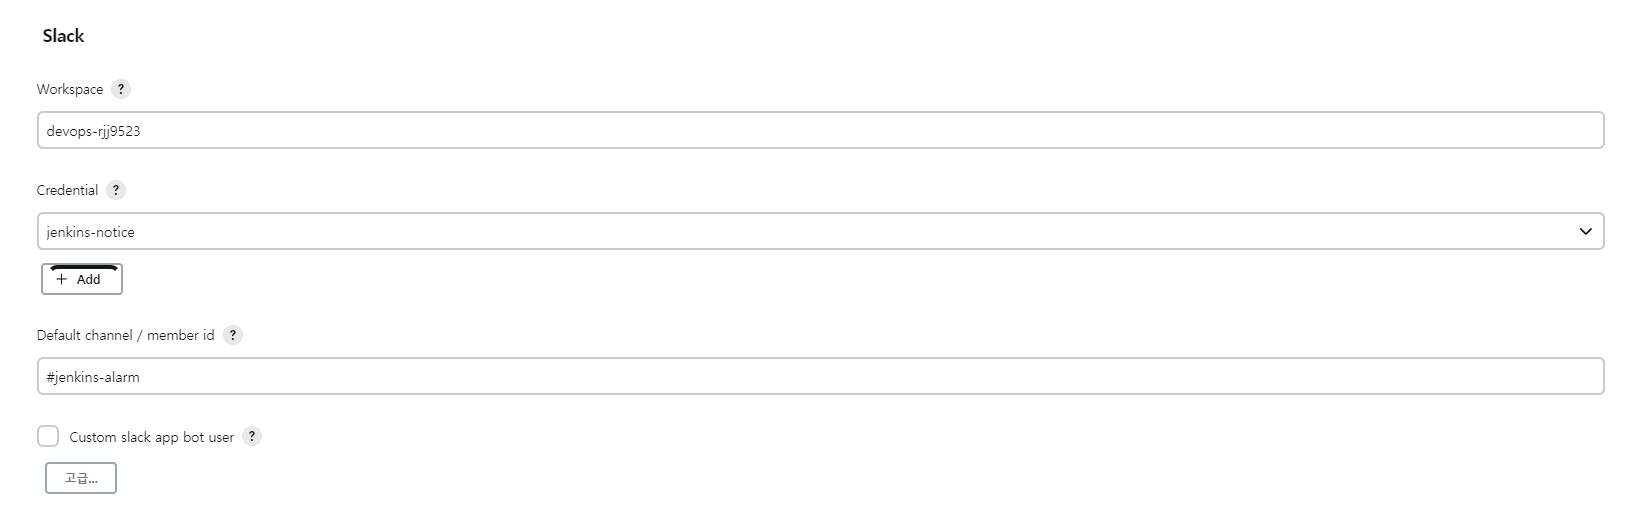 Slack
Workspace ?
devops-rjj9523
Credential ?
jenkins-notice
+ Add
Default channel / member id ?
#jenkins-alarm
Custom slack app bot user ?
고급...